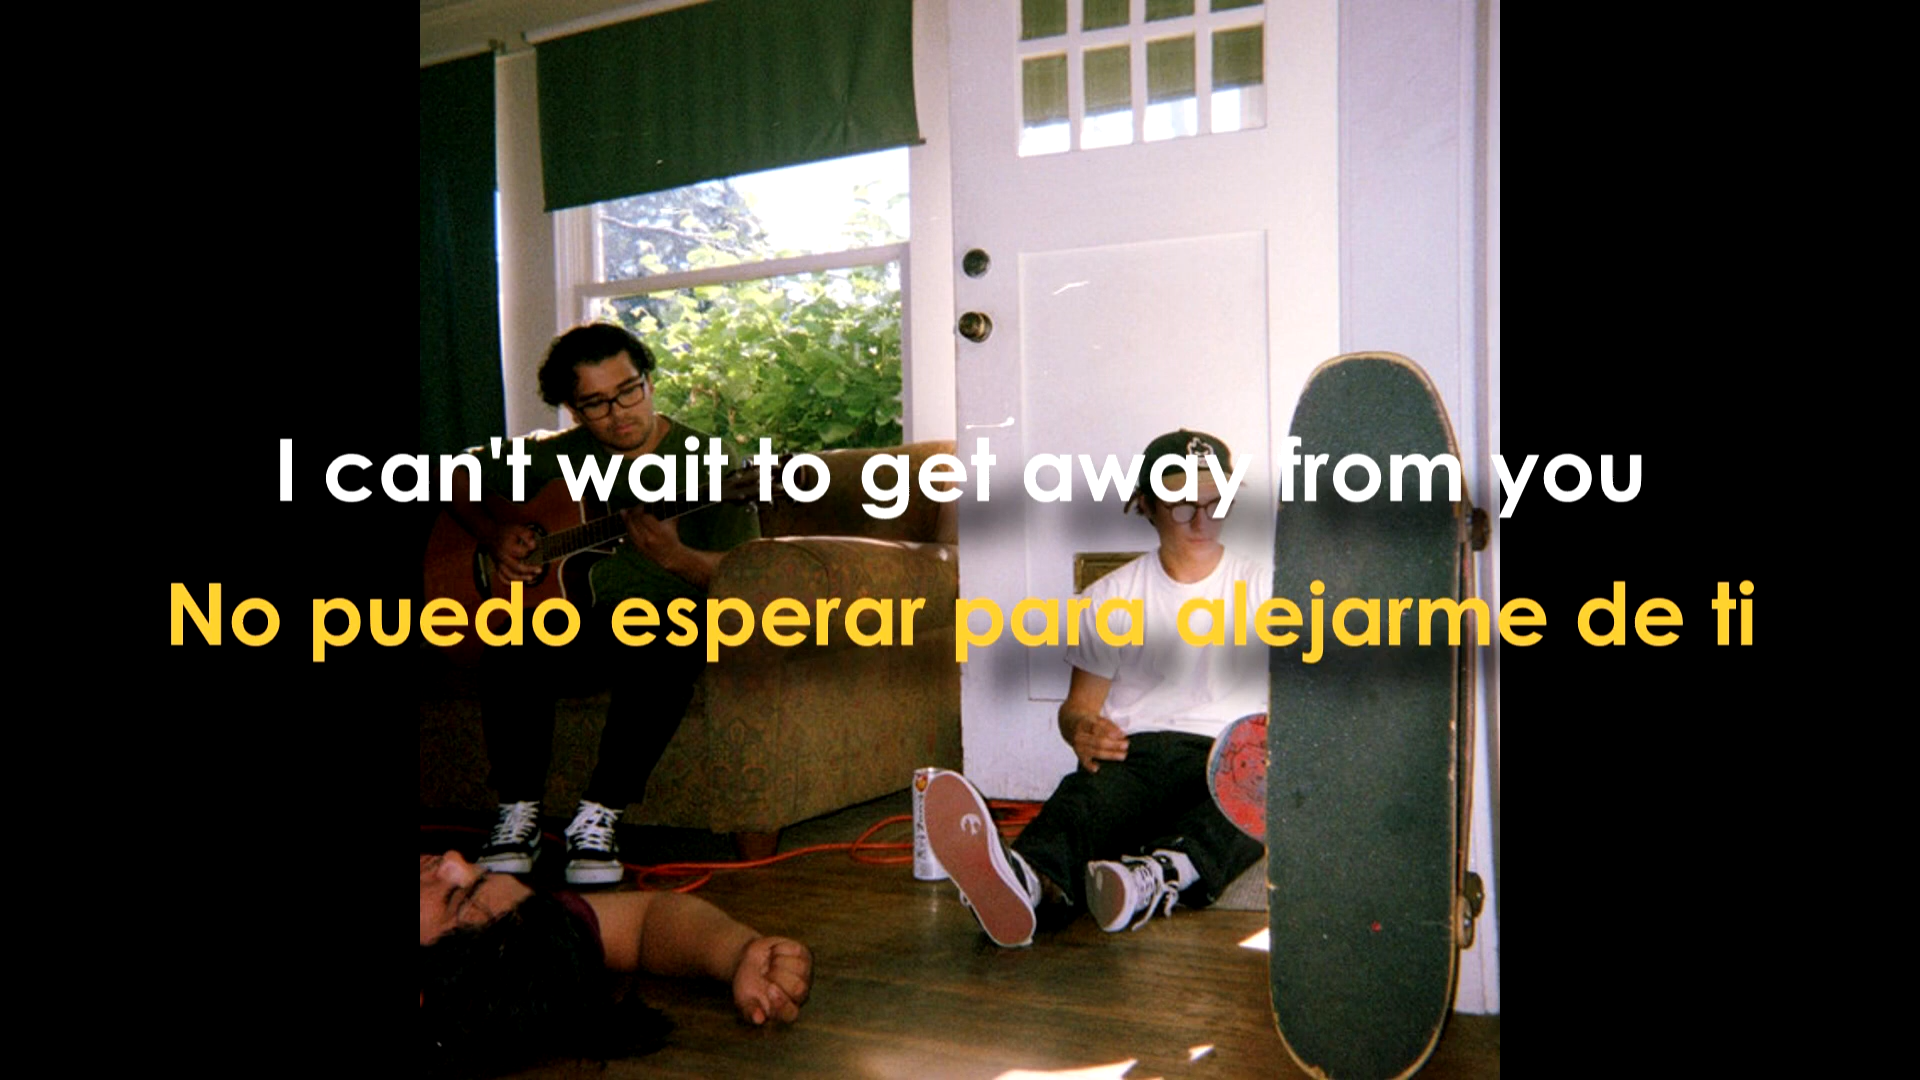 I can't wait to get away from you
No puedo esperar para alejarme de ti